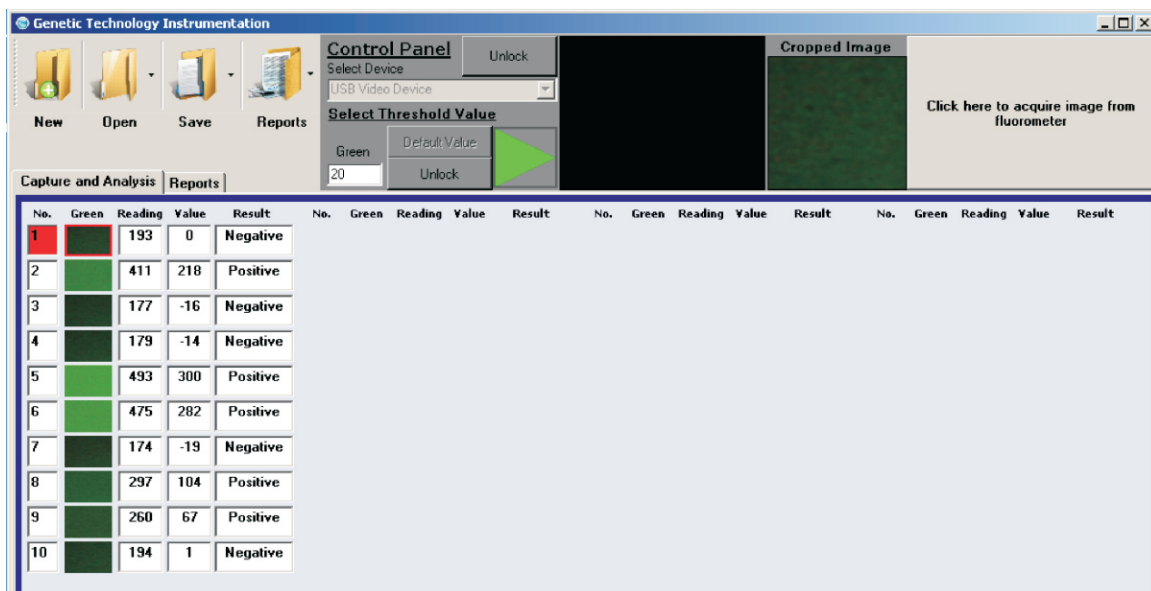 Genetic Technology Instrumentation
New Open Save Reports
Control Panel
Unlock
Select Device
USB Video Device
Select Threshold Value
Green
Default Value
20
Unlock
Cropped Image
Click here to acquire image from
fluorometer
Capture and Analysis Reports
No. Green Reading Value Result No. Green Reading Value Result No. Green Reading Value Result No. Green Reading Value Result
1 193 0 Negative
2 411 218 Positive
3 177 -16 Negative
4 179 -14 Negative
5 493 300 Positive
6 475 282 Positive
7 174 -19 Negative
8 297 104 Positive
9 260 67 Positive
10 194 1 Negative